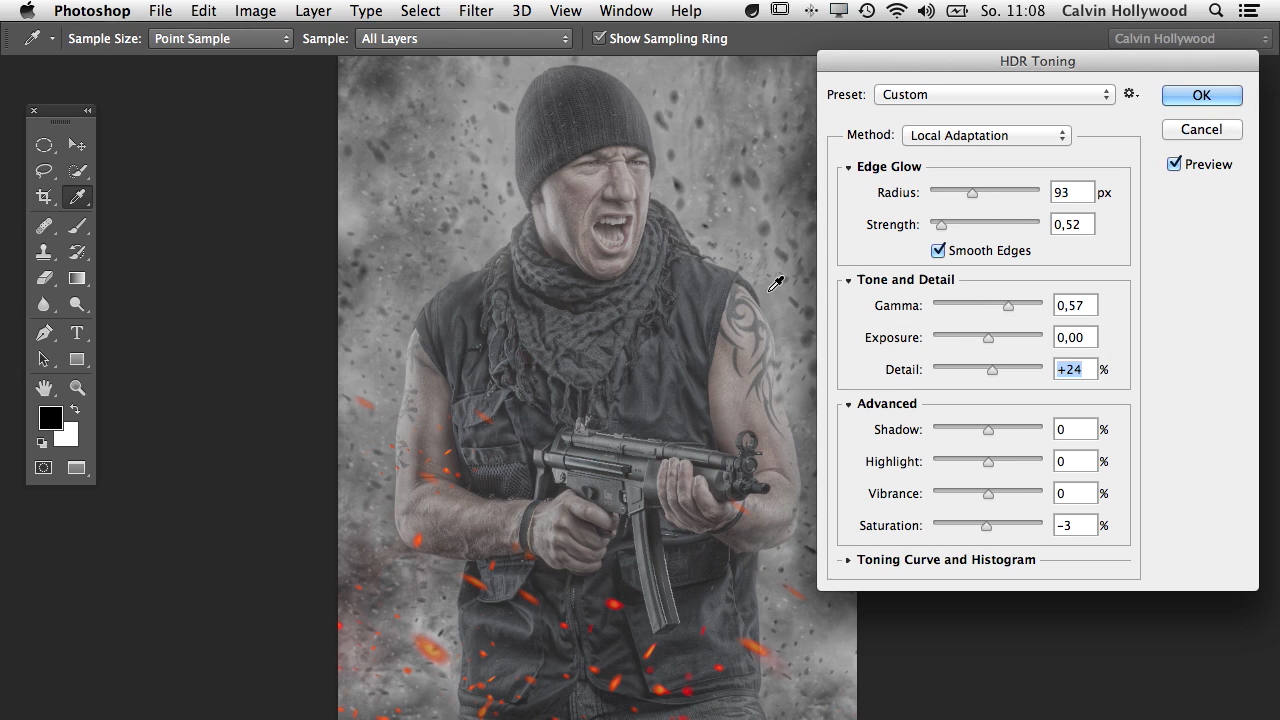 Photoshop File Edit Image Layer Type Select Filter 3D View Window Help So. 11:08 Calvin Hollywood
Sample Size: Point Sample Sample: All Layers Show Sampling Ring Calvin Hollywood
HDR Toning
Preset: Custom OK
Method: Local Adaptation Cancel
Preview
Edge Glow
Radius: 93 px
Strength: 0,52
Smooth Edges
Tone and Detail
Gamma: 0,57
Exposure: 0,00
Detail: +24 %
Advanced
Shadow: 0 %
Highlight: 0 %
Vibrance: 0 %
Saturation: -3 %
Toning Curve and Histogram